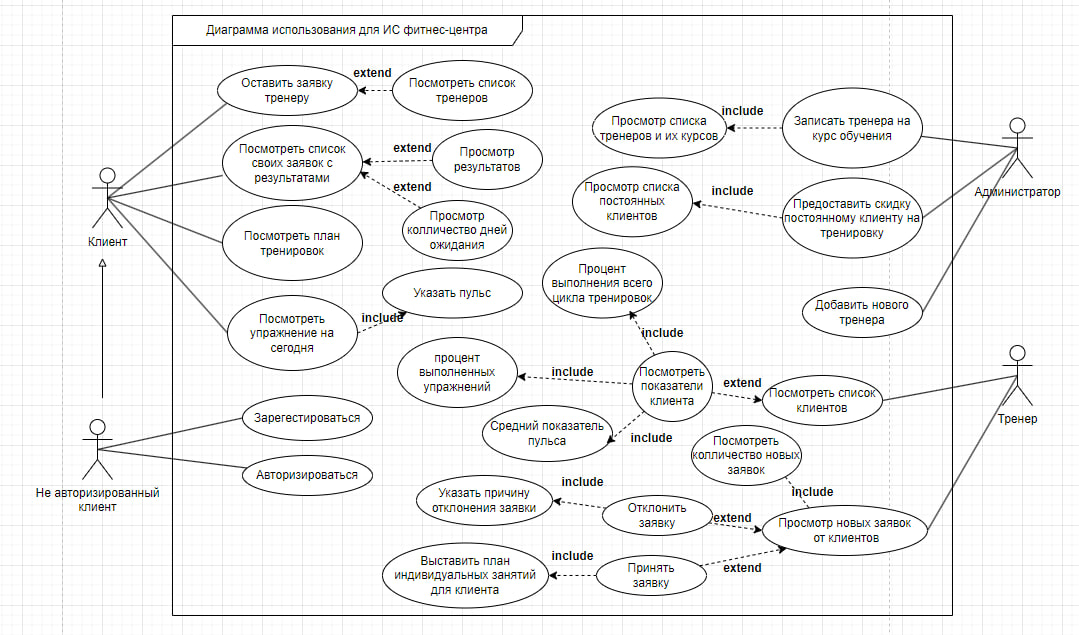 Диаграмма использования для ИС фитнес-центра
Оставить заявку
тренеру
extend
Посмотреть список
тренеров
Посмотреть список
своих заявок с
результатами
extend
Просмотр
результатов
extend
Просмотр
колличество дней
ожидания
Посмотреть план
тренировок
Посмотреть
упражнение на
сегодня
include
Указать пульс
Клиент
Зарегестироваться
Авторизироваться
Не авторизированный
клиент
Просмотр списка
тренеров и их курсов
include
Записать тренера на
курс обучения
Просмотр списка
постоянных
клиентов
include
Предоставить скидку
постоянному клиенту на
тренировку
Добавить нового
тренера
Администратор
Процент
выполнения всего
цикла тренировок
include
процент
выполненных
упражнений
include
Посмотреть
показатели
клиента
extend
Посмотреть список
клиентов
Средний показатель
пульса
include
Тренер
Посмотреть
колличество новых
заявок
include
Указать причину
отклонения заявки
include
Отклонить
заявку
extend
Просмотр новых заявок
от клиентов
Выставить план
индивидуальных занятий
для клиента
include
Принять
заявку
extend